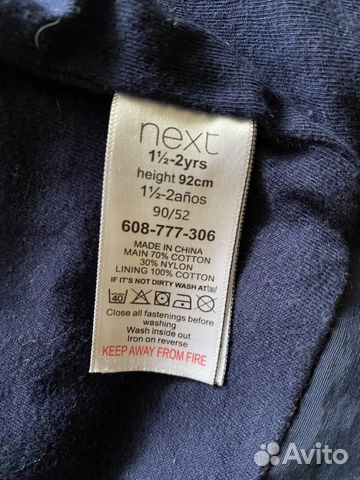 next
1½-2yrs
height 92cm
1½-2años
90/52
608-777-306
MADE IN CHINA
MAIN 70% COTTON
30% NYLON
LINING 100% COTTON
IF IT'S NOT DIRTY WASH AT
40
Close all fastenings before
washing
Wash inside out
Iron on reverse
KEEP AWAY FROM FIRE
Avito